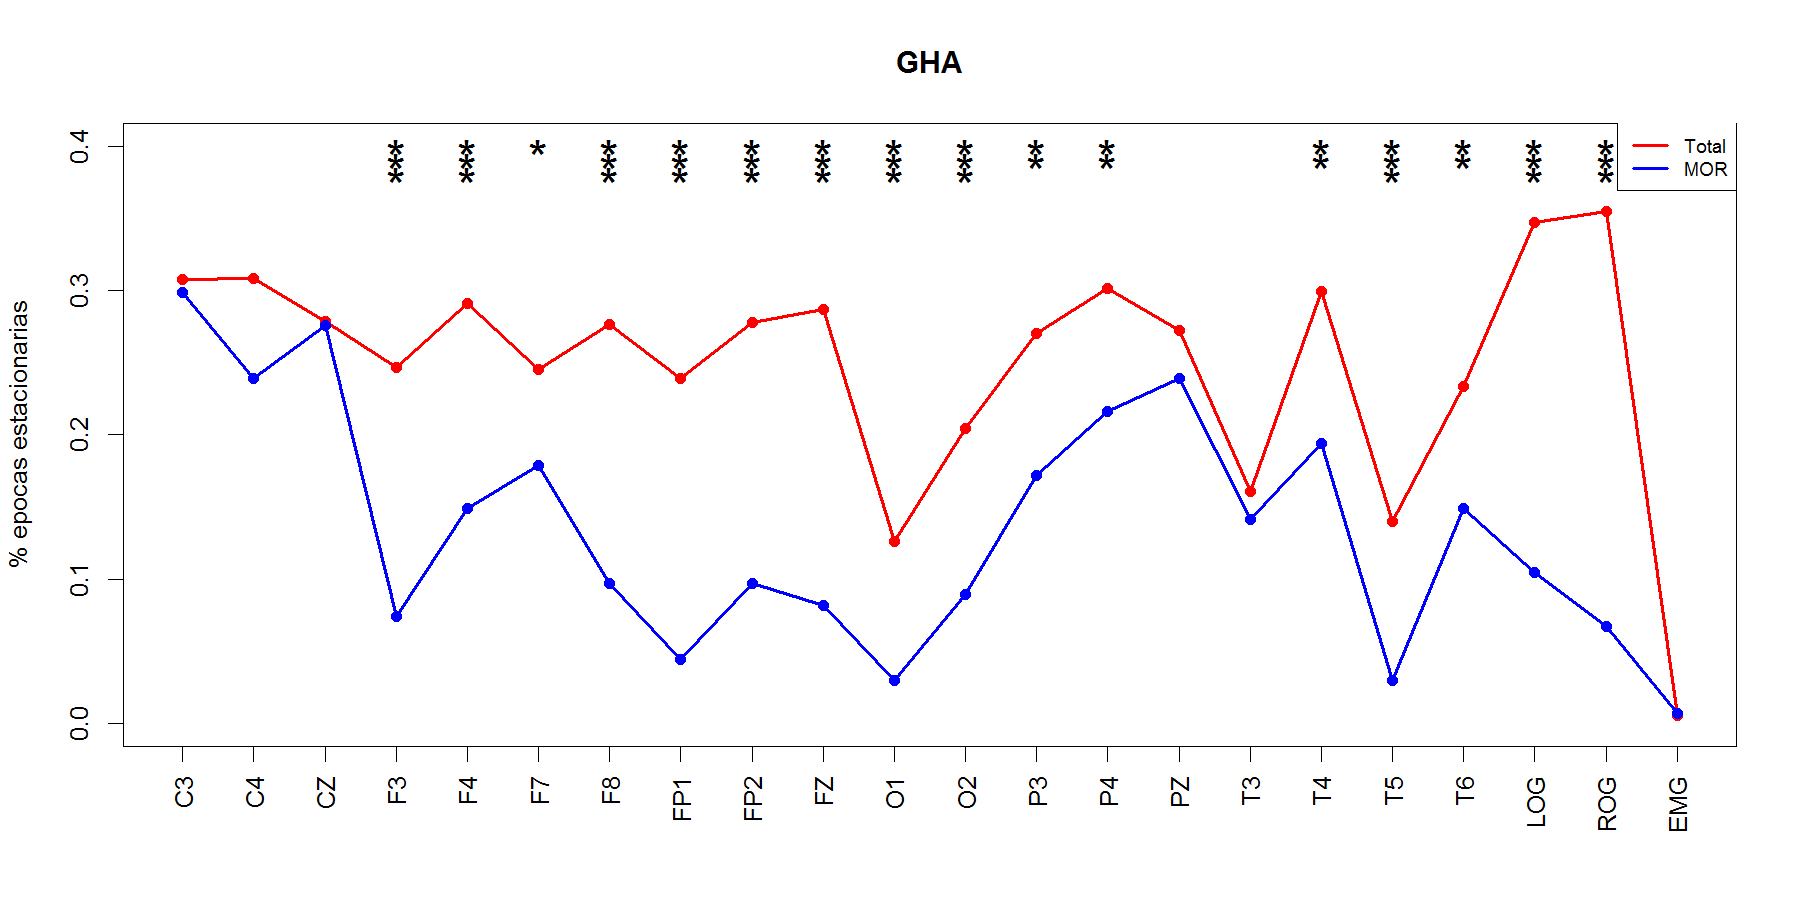 GHA
% epocas estacionarias
0.4
0.3
0.2
0.1
0.0
*** *** * *** *** *** *** *** *** ** ** ** *** ** *** ***
Total
MOR
C3 C4 CZ F3 F4 F7 F8 FP1 FP2 FZ O1 O2 P3 P4 PZ T3 T4 T5 T6 LOG ROG EMG